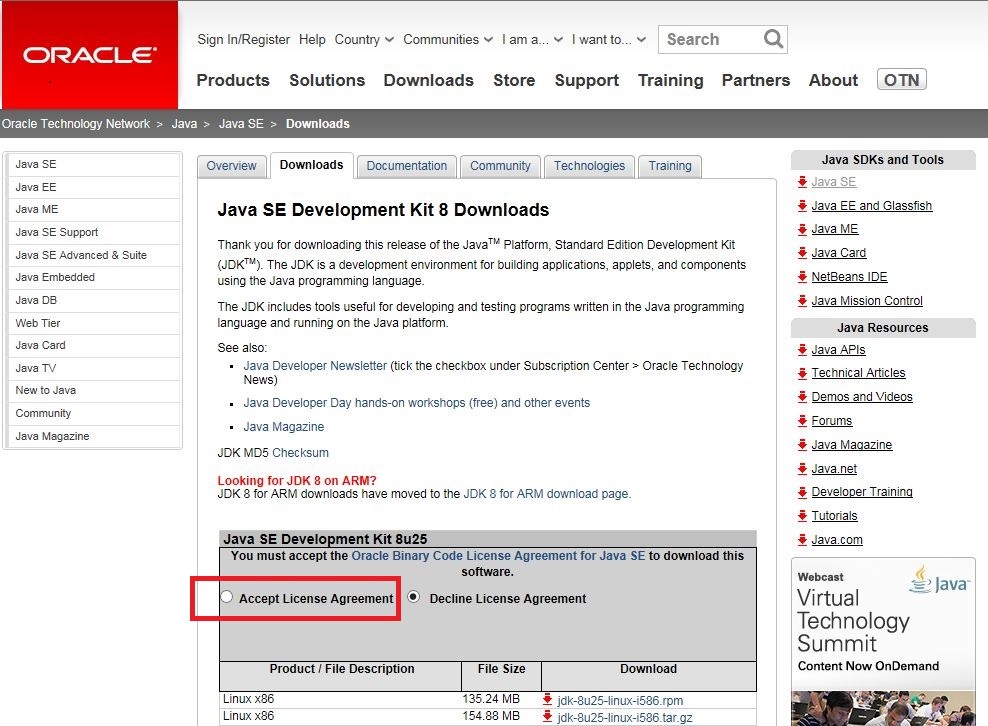 ORACLE
Sign In/Register Help Country Communities I am a... I want to... Search
Products Solutions Downloads Store Support Training Partners About OTN
Oracle Technology Network > Java > Java SE > Downloads
Java SE
Java EE
Java ME
Java SE Support
Java SE Advanced & Suite
Java Embedded
Java DB
Web Tier
Java Card
Java TV
New to Java
Community
Java Magazine
Overview Downloads Documentation Community Technologies Training
Java SE Development Kit 8 Downloads
Thank you for downloading this release of the Java™ Platform, Standard Edition Development Kit
(JDK™). The JDK is a development environment for building applications, applets, and components
using the Java programming language.
The JDK includes tools useful for developing and testing programs written in the Java programming
language and running on the Java platform.
See also:
Java Developer Newsletter (tick the checkbox under Subscription Center > Oracle Technology
News)
Java Developer Day hands-on workshops (free) and other events
Java Magazine
JDK MD5 Checksum
Looking for JDK 8 on ARM?
JDK 8 for ARM downloads have moved to the JDK 8 for ARM download page.
Java SE Development Kit 8u25
You must accept the Oracle Binary Code License Agreement for Java SE to download this
software.
Accept License Agreement Decline License Agreement
Product / File Description File Size Download
Linux x86 135.24 MB jdk-8u25-linux-i586.rpm
Linux x86 154.88 MB jdk-8u25-linux-i586.tar.gz
Java SDKs and Tools
Java SE
Java EE and Glassfish
Java ME
Java Card
NetBeans IDE
Java Mission Control
Java Resources
Java APIs
Technical Articles
Demos and Videos
Forums
Java Magazine
Java.net
Developer Training
Tutorials
Java.com
Webcast
Java
Virtual
Technology
Summit
Content Now OnDemand